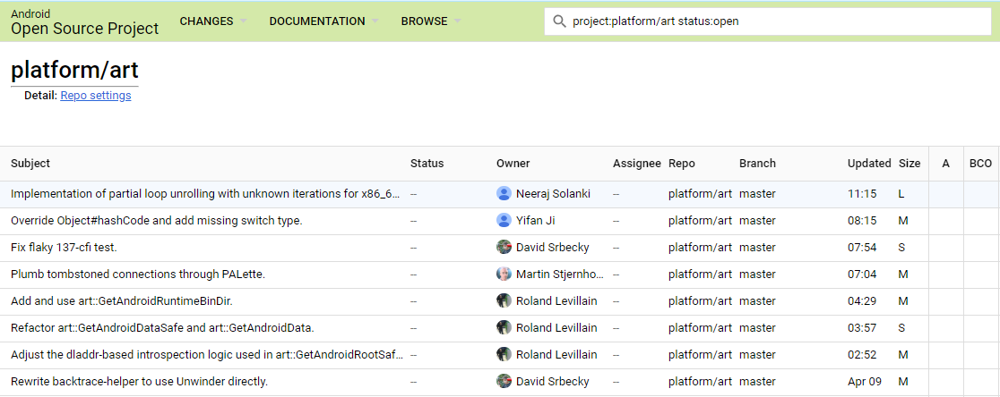 Android
Open Source Project CHANGES DOCUMENTATION BROWSE project:platform/art status:open
platform/art
Detail: Repo settings
Subject Status Owner Assignee Repo Branch Updated Size A BCO
Implementation of partial loop unrolling with unknown iterations for x86_6... -- Neeraj Solanki -- platform/art master 11:15 L
Override Object#hashCode and add missing switch type. -- Yifan Ji -- platform/art master 08:15 M
Fix flaky 137-cfi test. -- David Srbecky -- platform/art master 07:54 S
Plumb tombstoned connections through PALette. -- Martin Stjernho... -- platform/art master 07:04 M
Add and use art::GetAndroidRuntimeBinDir. -- Roland Levillain -- platform/art master 04:29 M
Refactor art::GetAndroidDataSafe and art::GetAndroidData. -- Roland Levillain -- platform/art master 03:57 S
Adjust the dladdr-based introspection logic used in art::GetAndroidRootSaf... -- Roland Levillain -- platform/art master 02:52 M
Rewrite backtrace-helper to use Unwinder directly. -- David Srbecky -- platform/art master Apr 09 M